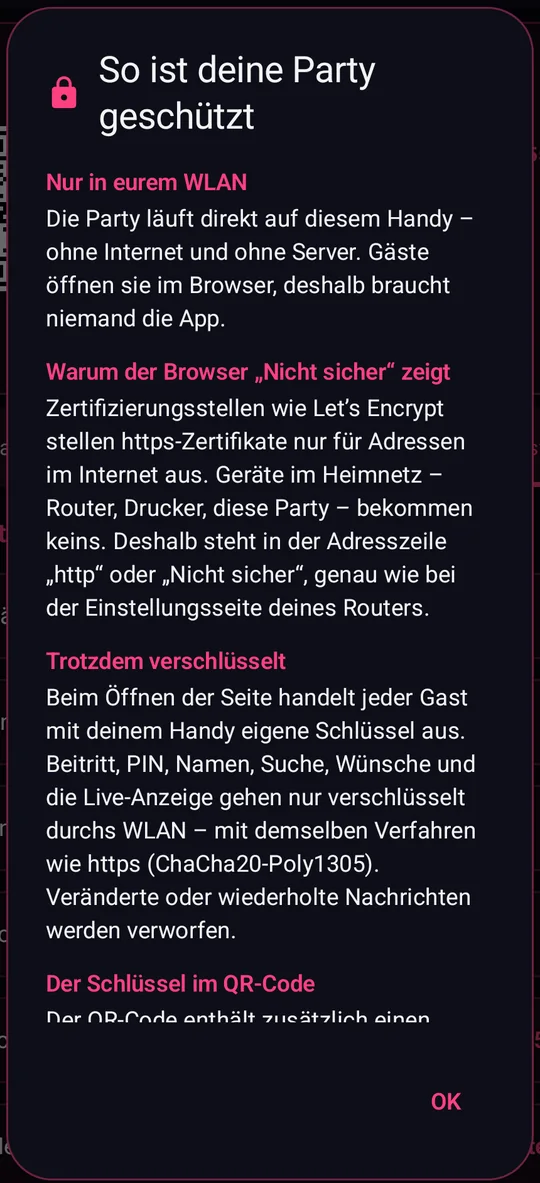 So ist deine Party
geschützt
Nur in eurem WLAN
Die Party läuft direkt auf diesem Handy –
ohne Internet und ohne Server. Gäste
öffnen sie im Browser, deshalb braucht
niemand die App.
Warum der Browser „Nicht sicher“ zeigt
Zertifizierungsstellen wie Let’s Encrypt
stellen https-Zertifikate nur für Adressen
im Internet aus. Geräte im Heimnetz –
Router, Drucker, diese Party – bekommen
keins. Deshalb steht in der Adresszeile
„http“ oder „Nicht sicher“, genau wie bei
der Einstellungsseite deines Routers.
Trotzdem verschlüsselt
Beim Öffnen der Seite handelt jeder Gast
mit deinem Handy eigene Schlüssel aus.
Beitritt, PIN, Namen, Suche, Wünsche und
die Live-Anzeige gehen nur verschlüsselt
durchs WLAN – mit demselben Verfahren
wie https (ChaCha20-Poly1305).
Veränderte oder wiederholte Nachrichten
werden verworfen.
Der Schlüssel im QR-Code
Der QR-Code enthält zusätzlich einen
OK